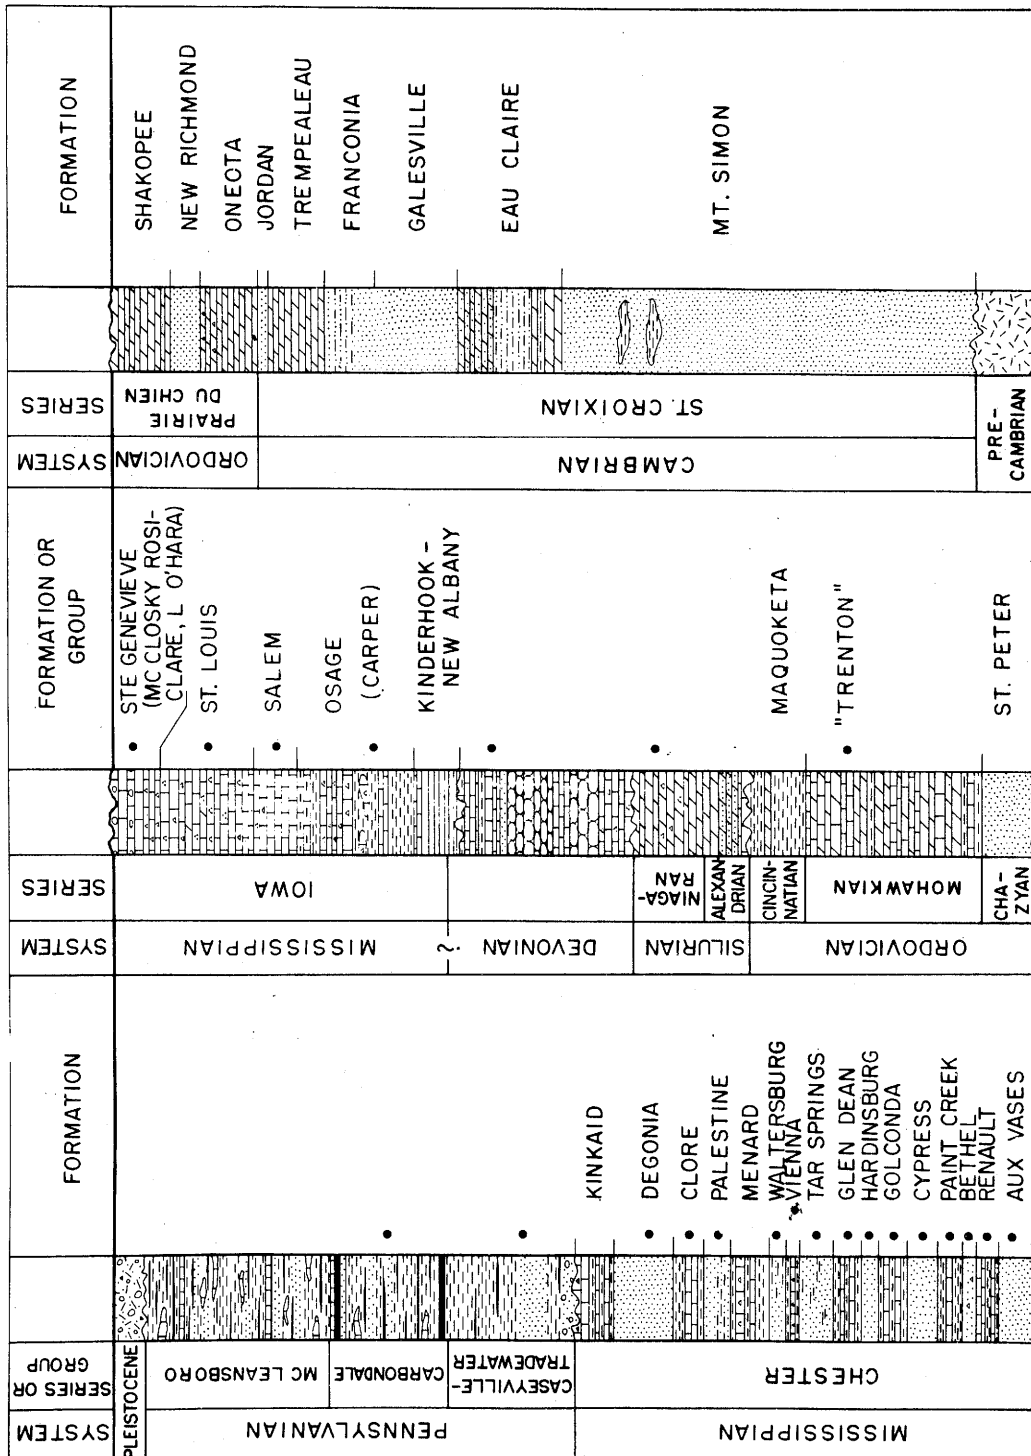 SYSTEM
SERIES OR
GROUP
FORMATION
PLEISTOCENE
PENNSYLVANIAN
MC LEANSBORO
CARBONDALE
CASEYVILLE-
TRADEWATER
MISSISSIPPIAN
CHESTER
KINKAID
DEGONIA
CLORE
PALESTINE
MENARD
WALTERSBURG
VIENNA
TAR SPRINGS
GLEN DEAN
HARDINSBURG
GOLCONDA
CYPRESS
PAINT CREEK
BETHEL
RENAULT
AUX VASES
SYSTEM
SERIES
FORMATION OR
GROUP
MISSISSIPPIAN
IOWA
STE GENEVIEVE
(MC CLOSKY ROSI-
CLARE, L O'HARA)
ST. LOUIS
SALEM
OSAGE
(CARPER)
KINDERHOOK -
NEW ALBANY
?
DEVONIAN
SILURIAN
NIAGA-
RAN
ALEXAN-
DRIAN
ORDOVICIAN
CINCIN-
NATIAN
MAQUOKETA
MOHAWKIAN
"TRENTON"
CHA-
ZYAN
ST. PETER
SYSTEM
SERIES
FORMATION
ORDOVICIAN
PRAIRIE
DU CHIEN
SHAKOPEE
NEW RICHMOND
ONEOTA
CAMBRIAN
ST. CROIXIAN
JORDAN
TREMPEALEAU
FRANCONIA
GALESVILLE
EAU CLAIRE
MT. SIMON
PRE-
CAMBRIAN